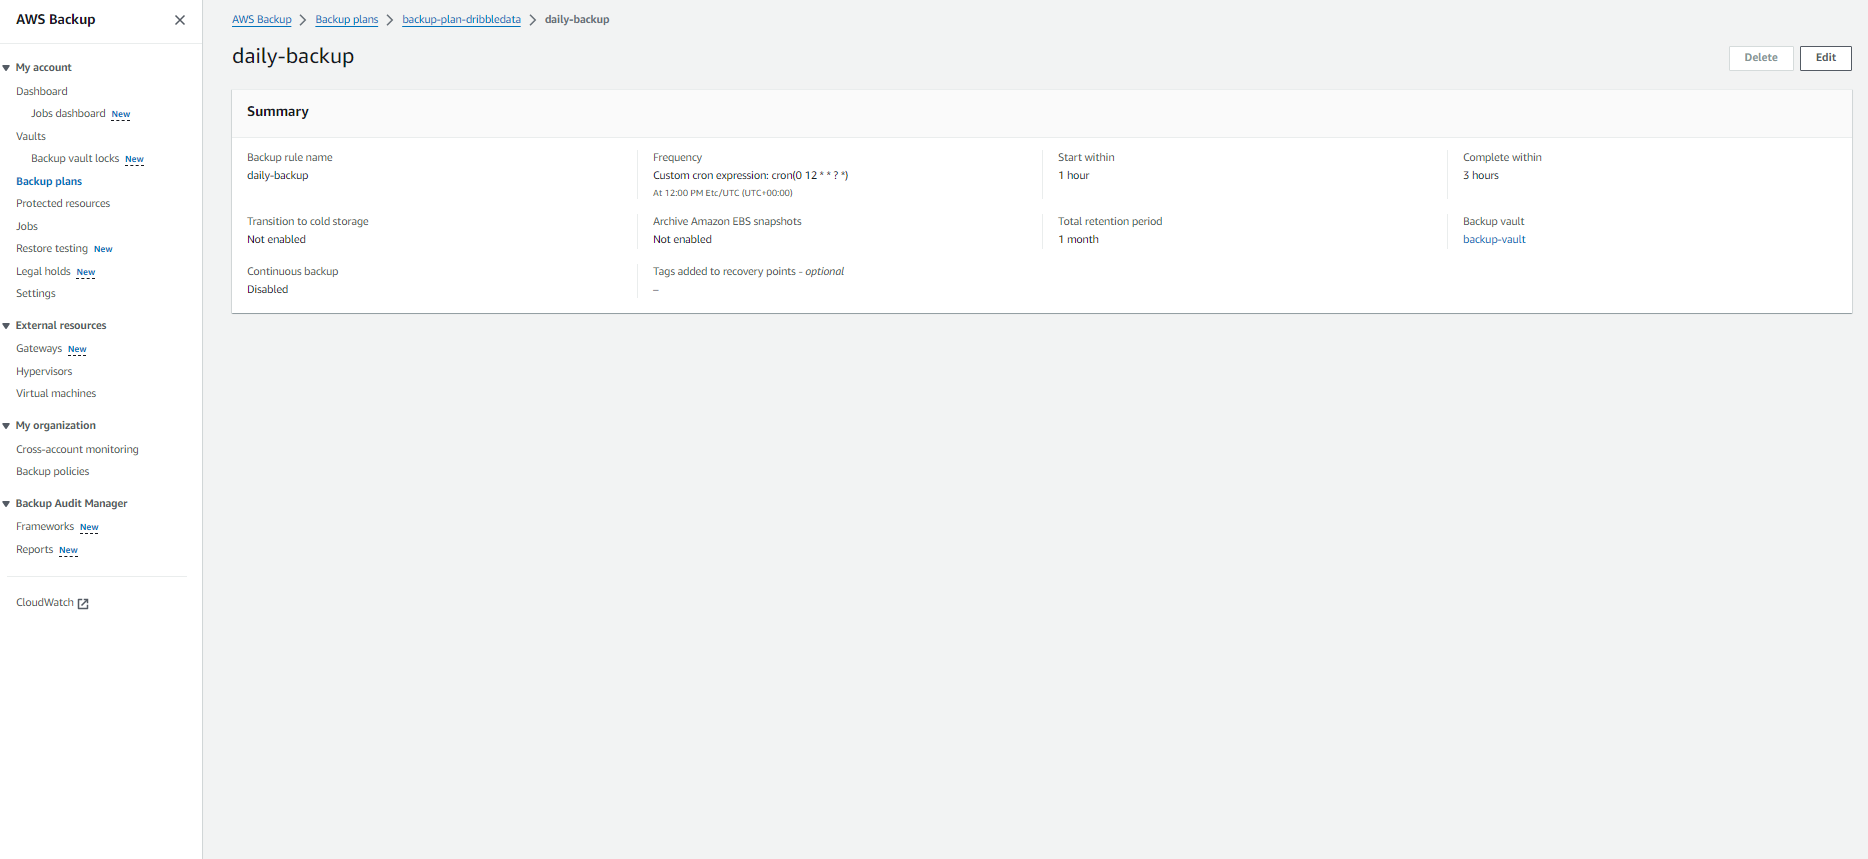 AWS Backup
My account
Dashboard
Jobs dashboard New
Vaults
Backup vault locks New
Backup plans
Protected resources
Jobs
Restore testing New
Legal holds New
Settings
External resources
Gateways New
Hypervisors
Virtual machines
My organization
Cross-account monitoring
Backup policies
Backup Audit Manager
Frameworks New
Reports New
CloudWatch
AWS Backup > Backup plans > backup-plan-dribbledata > daily-backup
daily-backup
Delete Edit
Summary
Backup rule name
daily-backup
Frequency
Custom cron expression: cron(0 12 * * ? *)
At 12:00 PM Etc/UTC (UTC+00:00)
Start within
1 hour
Complete within
3 hours
Transition to cold storage
Not enabled
Archive Amazon EBS snapshots
Not enabled
Total retention period
1 month
Backup vault
backup-vault
Continuous backup
Disabled
Tags added to recovery points - optional
–